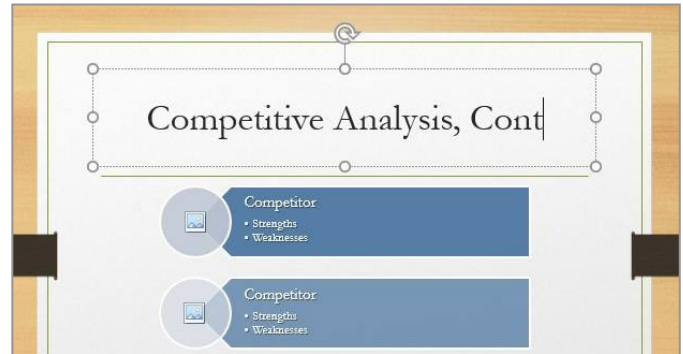 Competitive Analysis, Cont
Competitor
• Strengths
• Weaknesses
Competitor
• Strengths
• Weaknesses